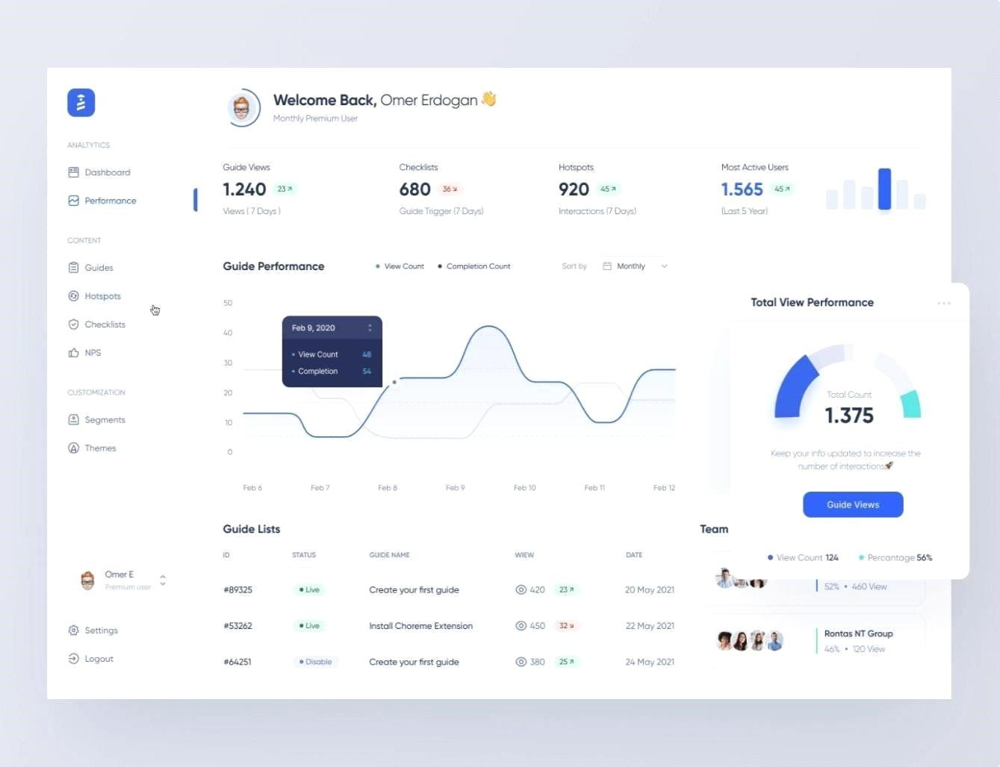 Welcome Back, Omer Erdogan
Monthly Premium User
ANALTYTICS
Dashboard
Performance
CONTENT
Guides
Hotspots
Checklists
NPS
CUSTOMIZATION
Segments
Themes
Omer E
Premium user
Settings
Logout
Guide Views
1.240 23
Views ( 7 Days )
Checklists
680 36
Guide Trigger (7 Days)
Hotspots
920 45
Interactions (7 Days)
Most Active Users
1.565 45
(Last 5 Year)
Guide Performance
View Count
Completion Count
Sort by
Monthly
50
40
30
20
10
0
Feb 9, 2020
View Count 48
Completion 54
Feb 6 Feb 7 Feb 8 Feb 9 Feb 10 Feb 11 Feb 12
Total View Performance
Total Count
1.375
Keep your info updated to increase the
number of interactions
Guide Views
View Count 124 Percantage 56%
Guide Lists
ID STATUS GUIDE NAME WIEW DATE
#89325 Live Create your first guide 420 23 20 May 2021
#53262 Live Install Choreme Extension 450 32 22 May 2021
#64251 Disable Create your first guide 380 25 24 May 2021
Team
52% • 460 View
Rontas NT Group
46% • 120 View